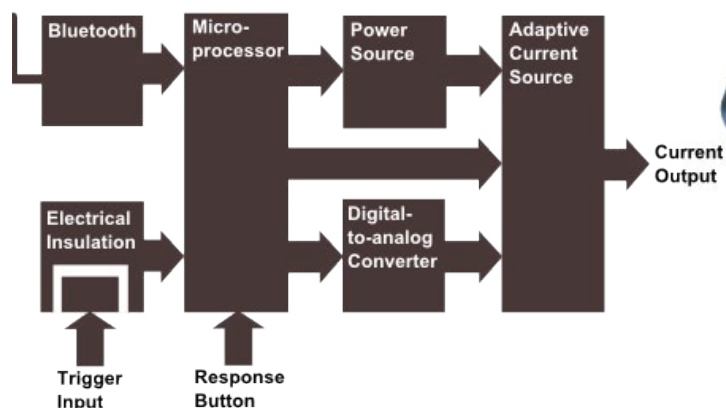 Bluetooth
Micro-
processor
Power
Source
Adaptive
Current
Source
Current
Output
Electrical
Insulation
Digital-
to-analog
Converter
Trigger
Input
Response
Button